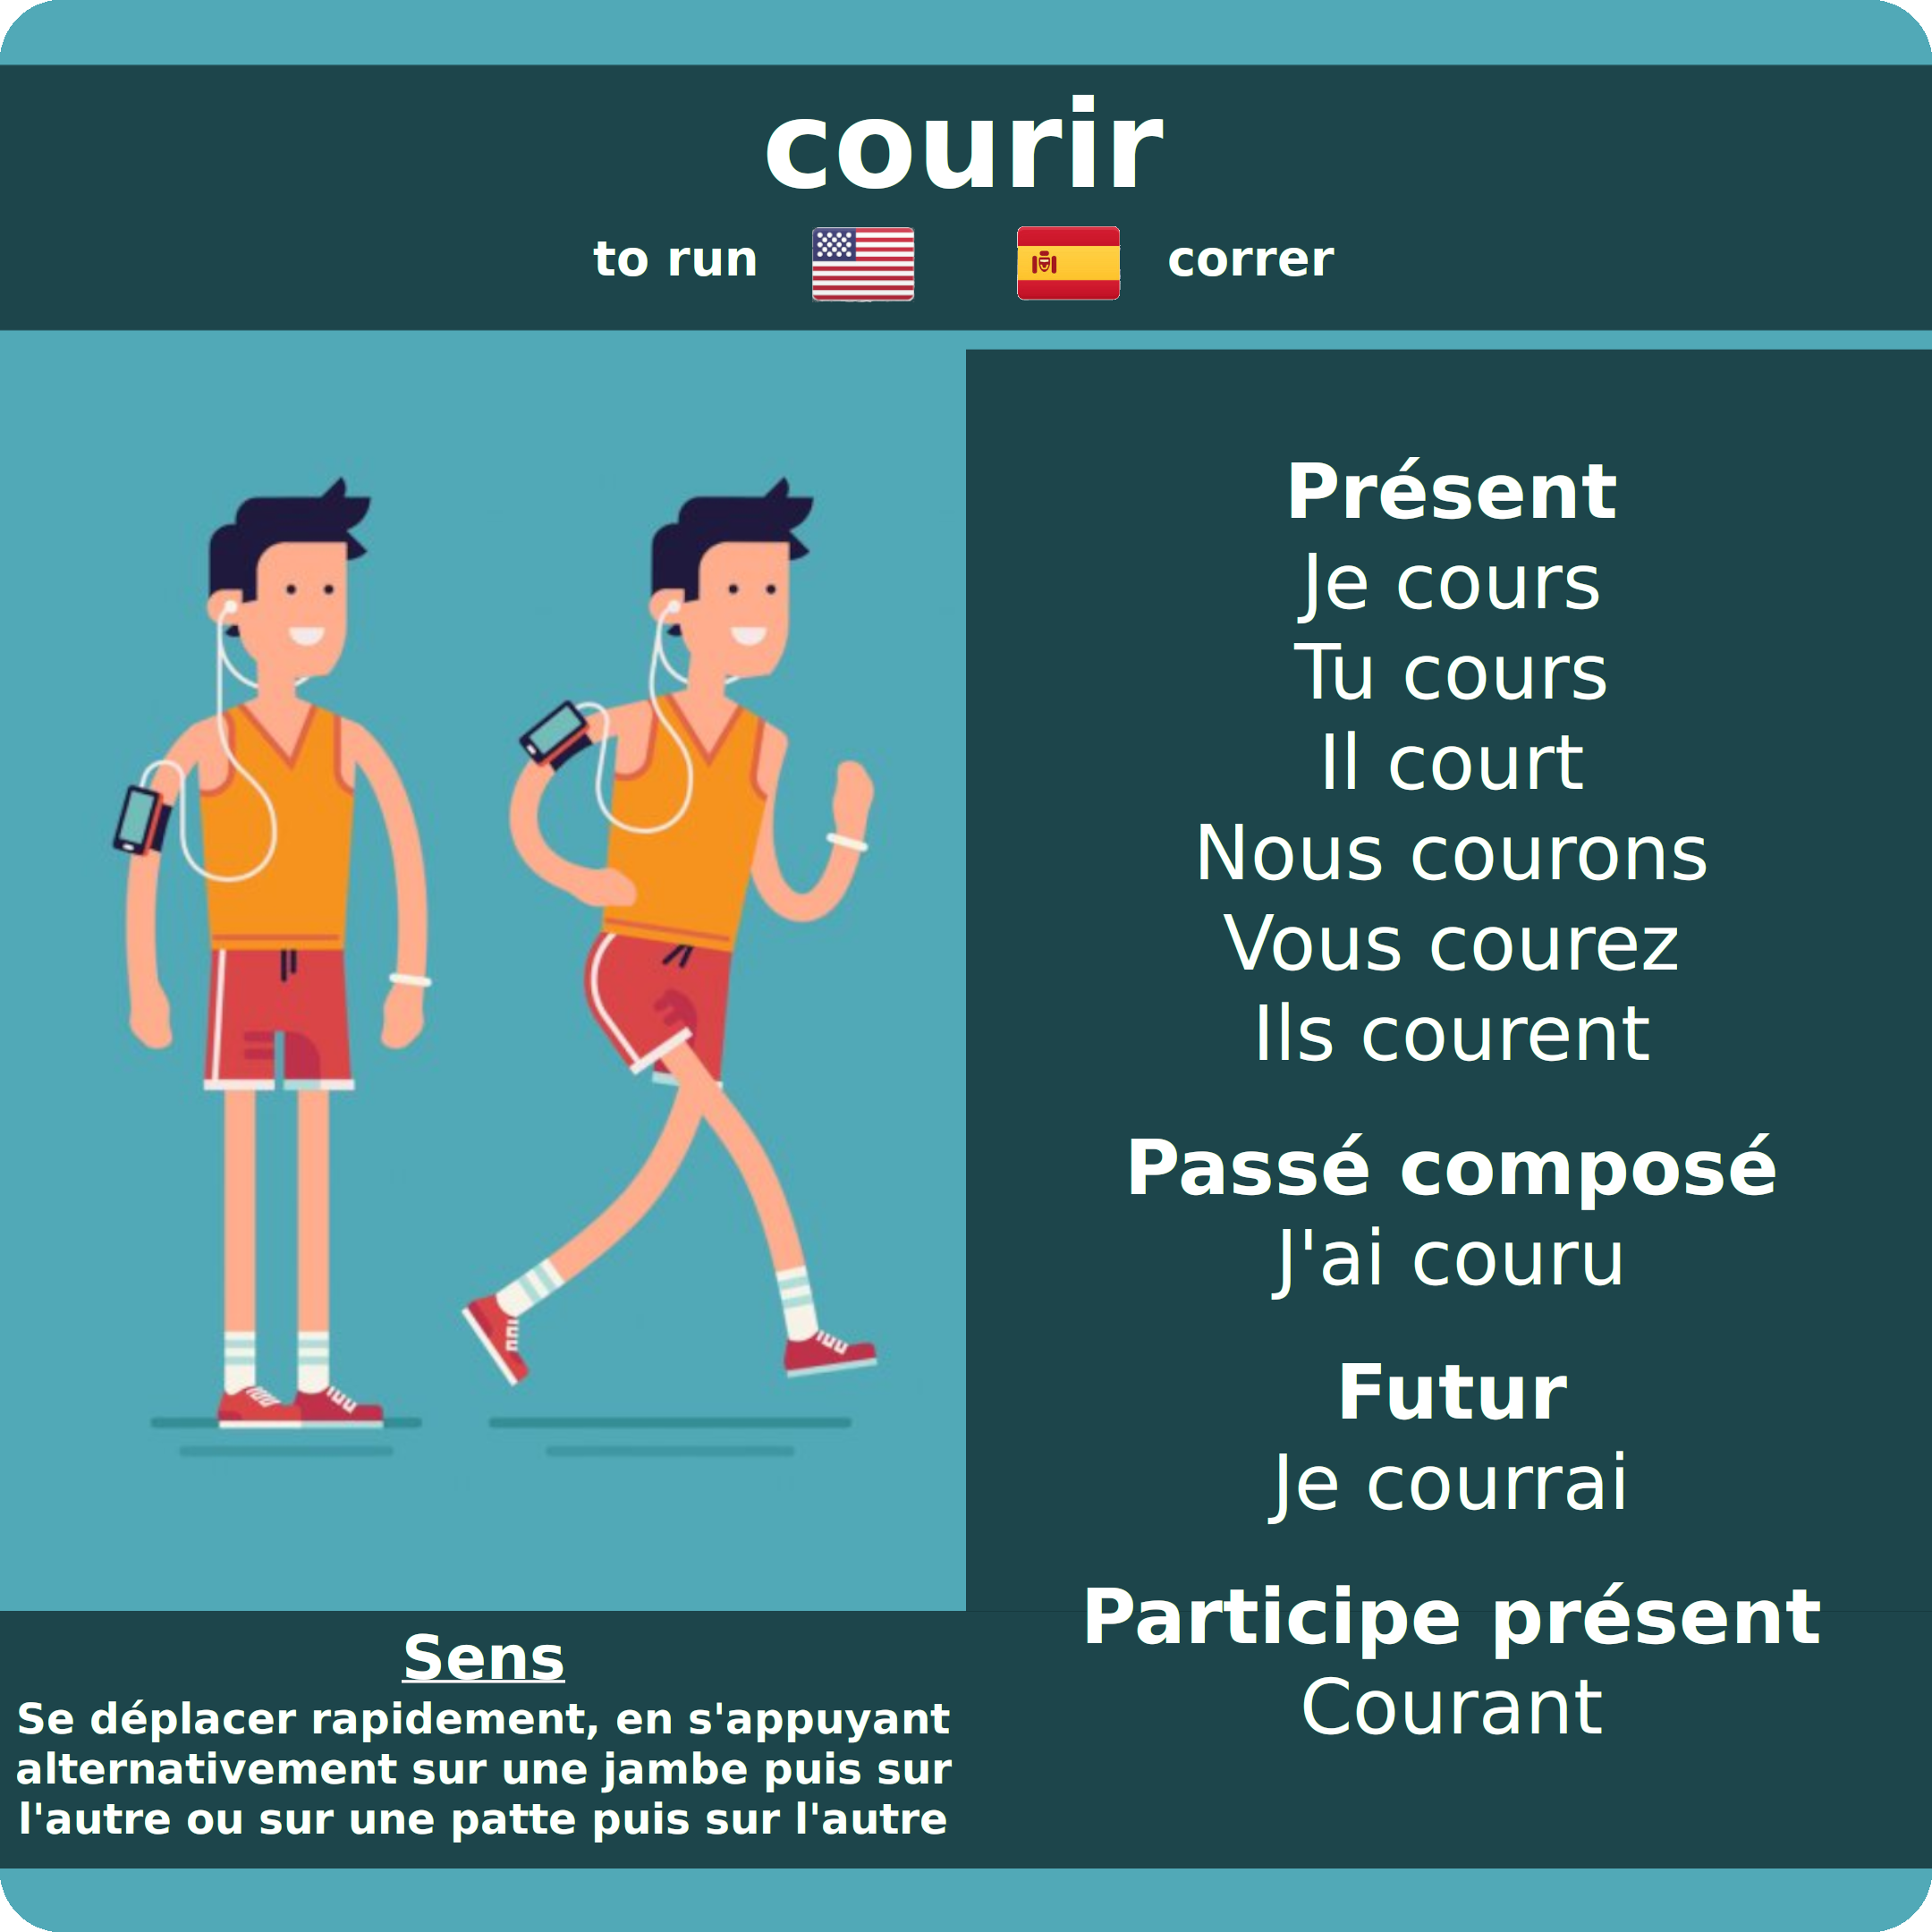 courir
to run
correr
Présent
Je cours
Tu cours
Il court
Nous courons
Vous courez
Ils courent
Passé composé
J'ai couru
Futur
Je courrai
Participe présent
Courant
Sens
Se déplacer rapidement, en s'appuyant
alternativement sur une jambe puis sur
l'autre ou sur une patte puis sur l'autre